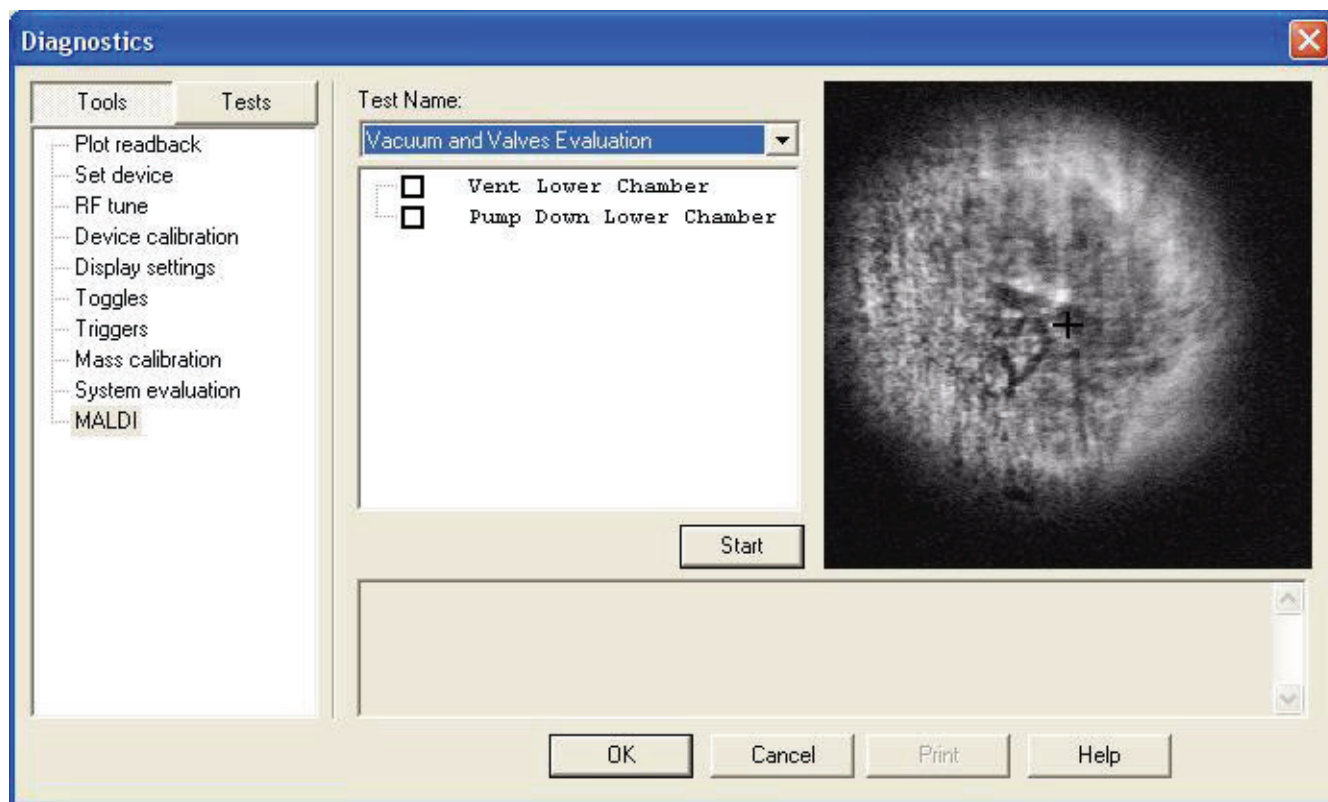 Diagnostics
Tools Tests
Plot readback
Set device
RF tune
Device calibration
Display settings
Toggles
Triggers
Mass calibration
System evaluation
MALDI
Test Name:
Vacuum and Valves Evaluation
Vent Lower Chamber
Pump Down Lower Chamber
Start
OK Cancel Print Help